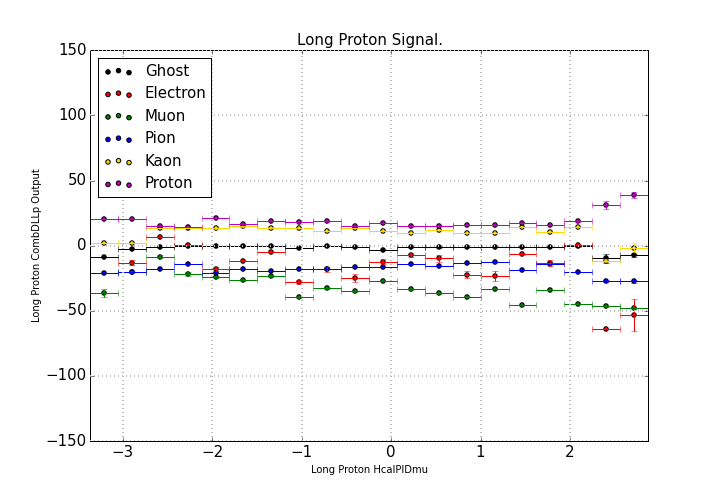 Long Proton Signal.
150
100
50
0
−50
−100
−150
Long Proton CombDLLp Output
Ghost
Electron
Muon
Pion
Kaon
Proton
−3 −2 −1 0 1 2
Long Proton HcalPIDmu